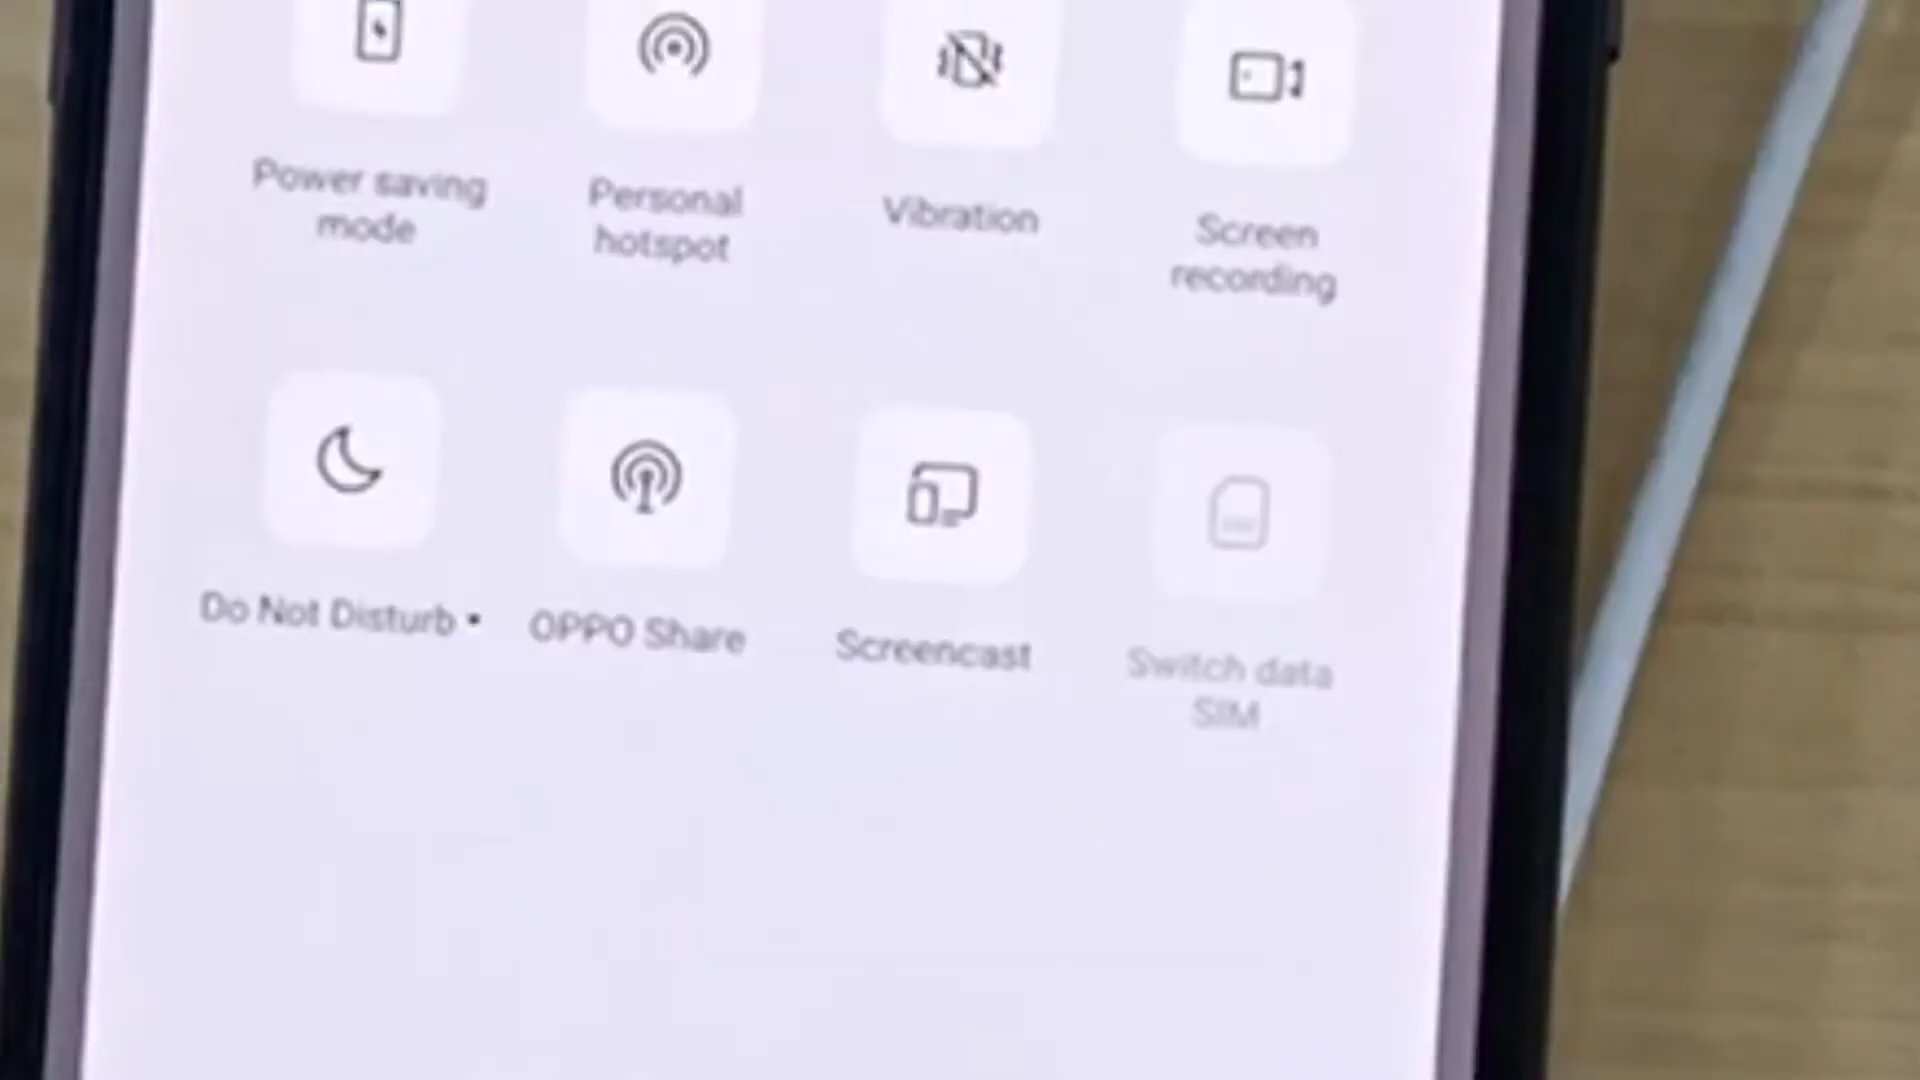 Power saving
mode
Personal
hotspot
Vibration
Screen
recording
Do Not Disturb •
OPPO Share
Screencast
Switch data
SIM